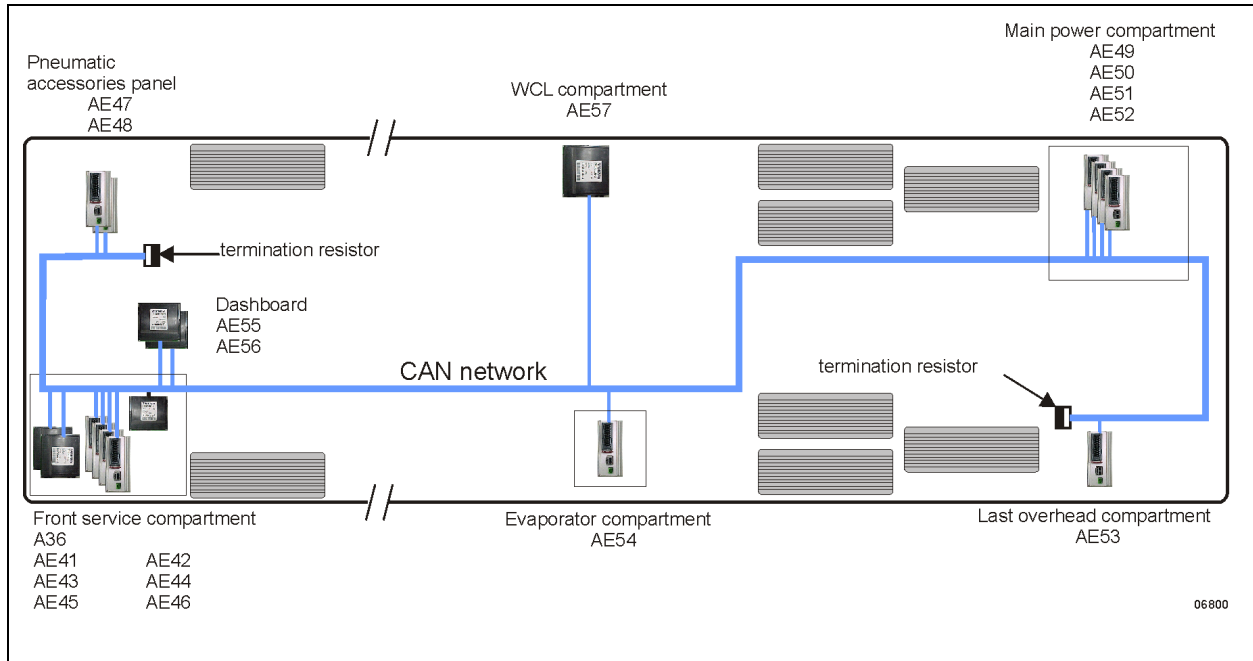 Main power compartment
AE49
AE50
AE51
AE52
Pneumatic
accessories panel
AE47
AE48
WCL compartment
AE57
termination resistor
Dashboard
AE55
AE56
CAN network
termination resistor
Front service compartment
A36
AE41 AE42
AE43 AE44
AE45 AE46
Evaporator compartment
AE54
Last overhead compartment
AE53
06800